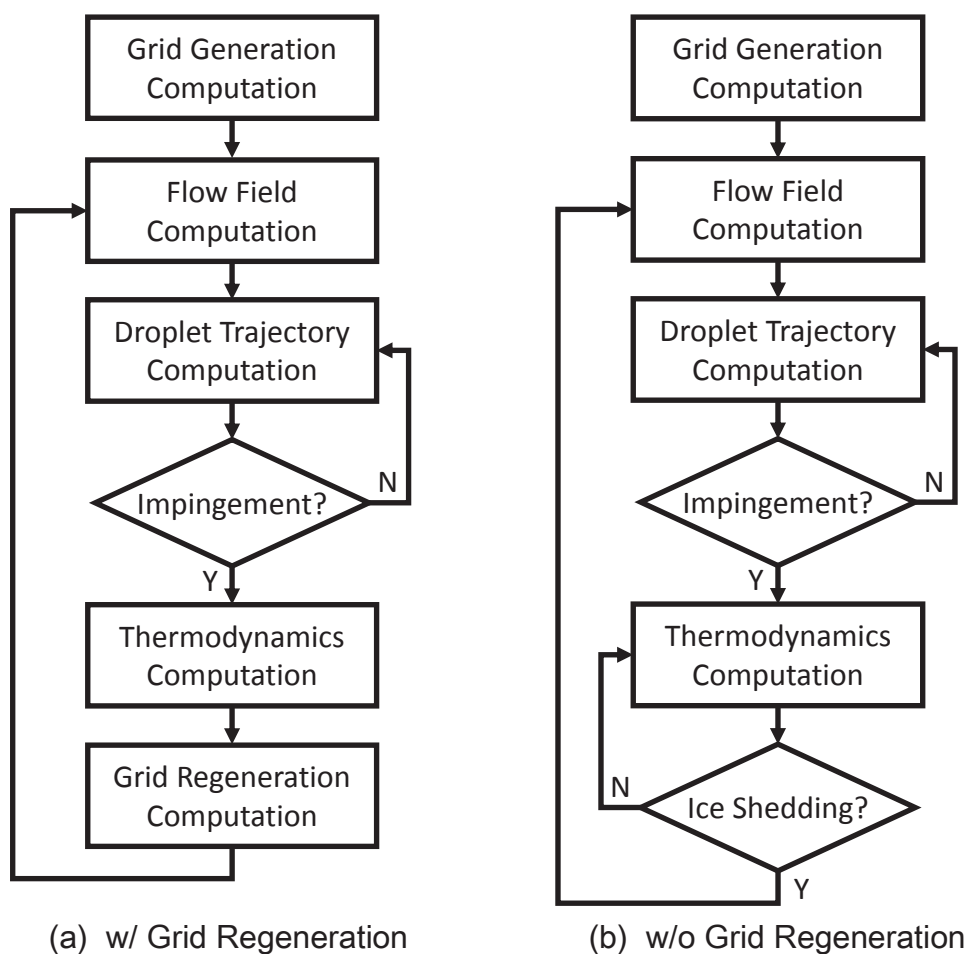 Grid Generation
Computation
Flow Field
Computation
Droplet Trajectory
Computation
Impingement?
N
Y
Thermodynamics
Computation
Grid Regeneration
Computation
(a) w/ Grid Regeneration
Grid Generation
Computation
Flow Field
Computation
Droplet Trajectory
Computation
Impingement?
N
Y
Thermodynamics
Computation
N
Ice Shedding?
Y
(b) w/o Grid Regeneration